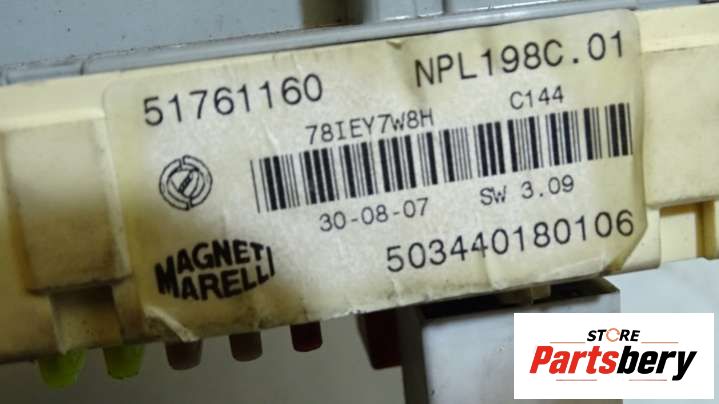 51761160 NPL198C.01
78IEY7W8H C144
30-08-07 SW 3.09
MAGNETI
MARELLI
503440180106
STORE
Partsbery